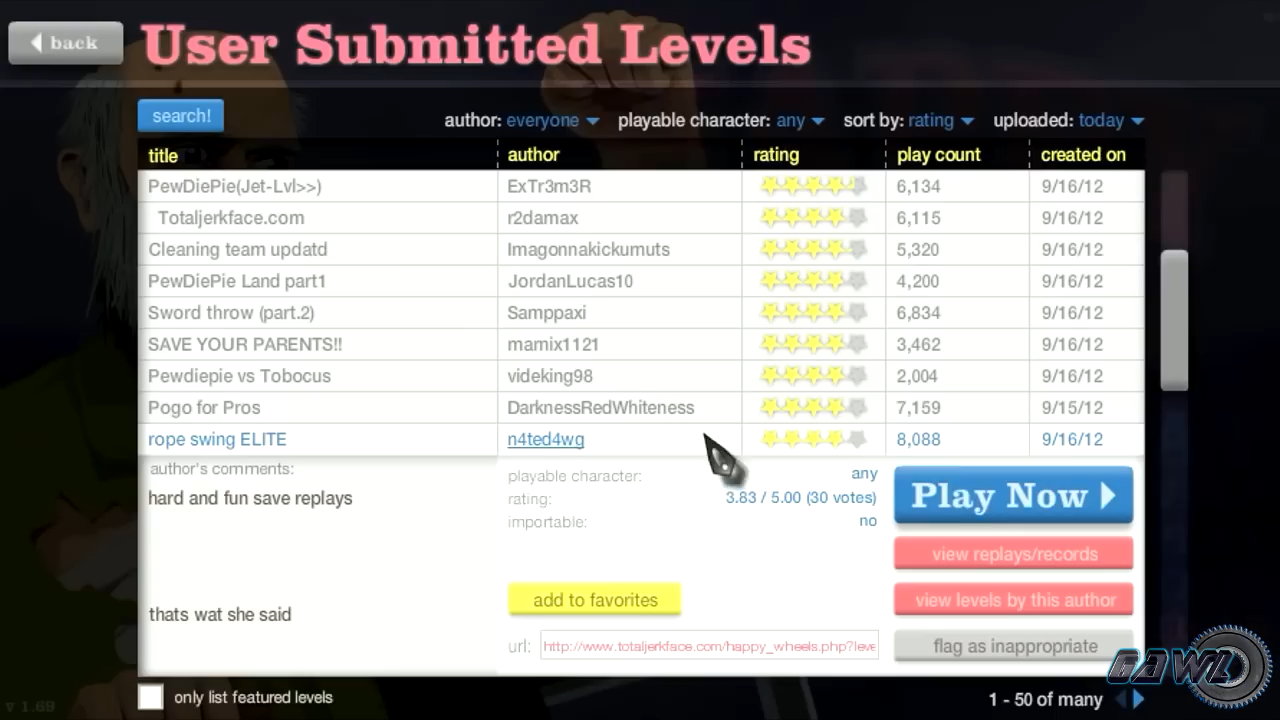 back
User Submitted Levels
search!
author: everyone playable character: any sort by: rating uploaded: today
title author rating play count created on
PewDiePie(Jet-Lvl>>) ExTr3m3R 6,134 9/16/12
Totaljerkface.com r2damax 6,115 9/16/12
Cleaning team updatd Imagonnakickumuts 5,320 9/16/12
PewDiePie Land part1 JordanLucas10 4,200 9/16/12
Sword throw (part.2) Samppaxi 6,834 9/16/12
SAVE YOUR PARENTS!! mamix1121 3,462 9/16/12
Pewdiepie vs Tobocus videking98 2,004 9/16/12
Pogo for Pros DarknessRedWhiteness 7,159 9/15/12
rope swing ELITE n4ted4wg 8,088 9/16/12
author's comments:
hard and fun save replays
thats wat she said
playable character: any
rating: 3.83 / 5.00 (30 votes)
importable: no
add to favorites
url: http://www.totaljerkface.com/happy_wheels.php?leve
Play Now
view replays/records
view levels by this author
flag as inappropriate
GAWL
only list featured levels
1 - 50 of many
v 1.69